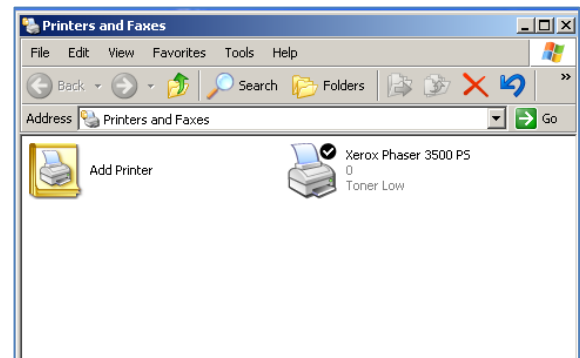 Printers and Faxes
File Edit View Favorites Tools Help
Back Search Folders »
Address Printers and Faxes Go
Add Printer
Xerox Phaser 3500 PS
0
Toner Low